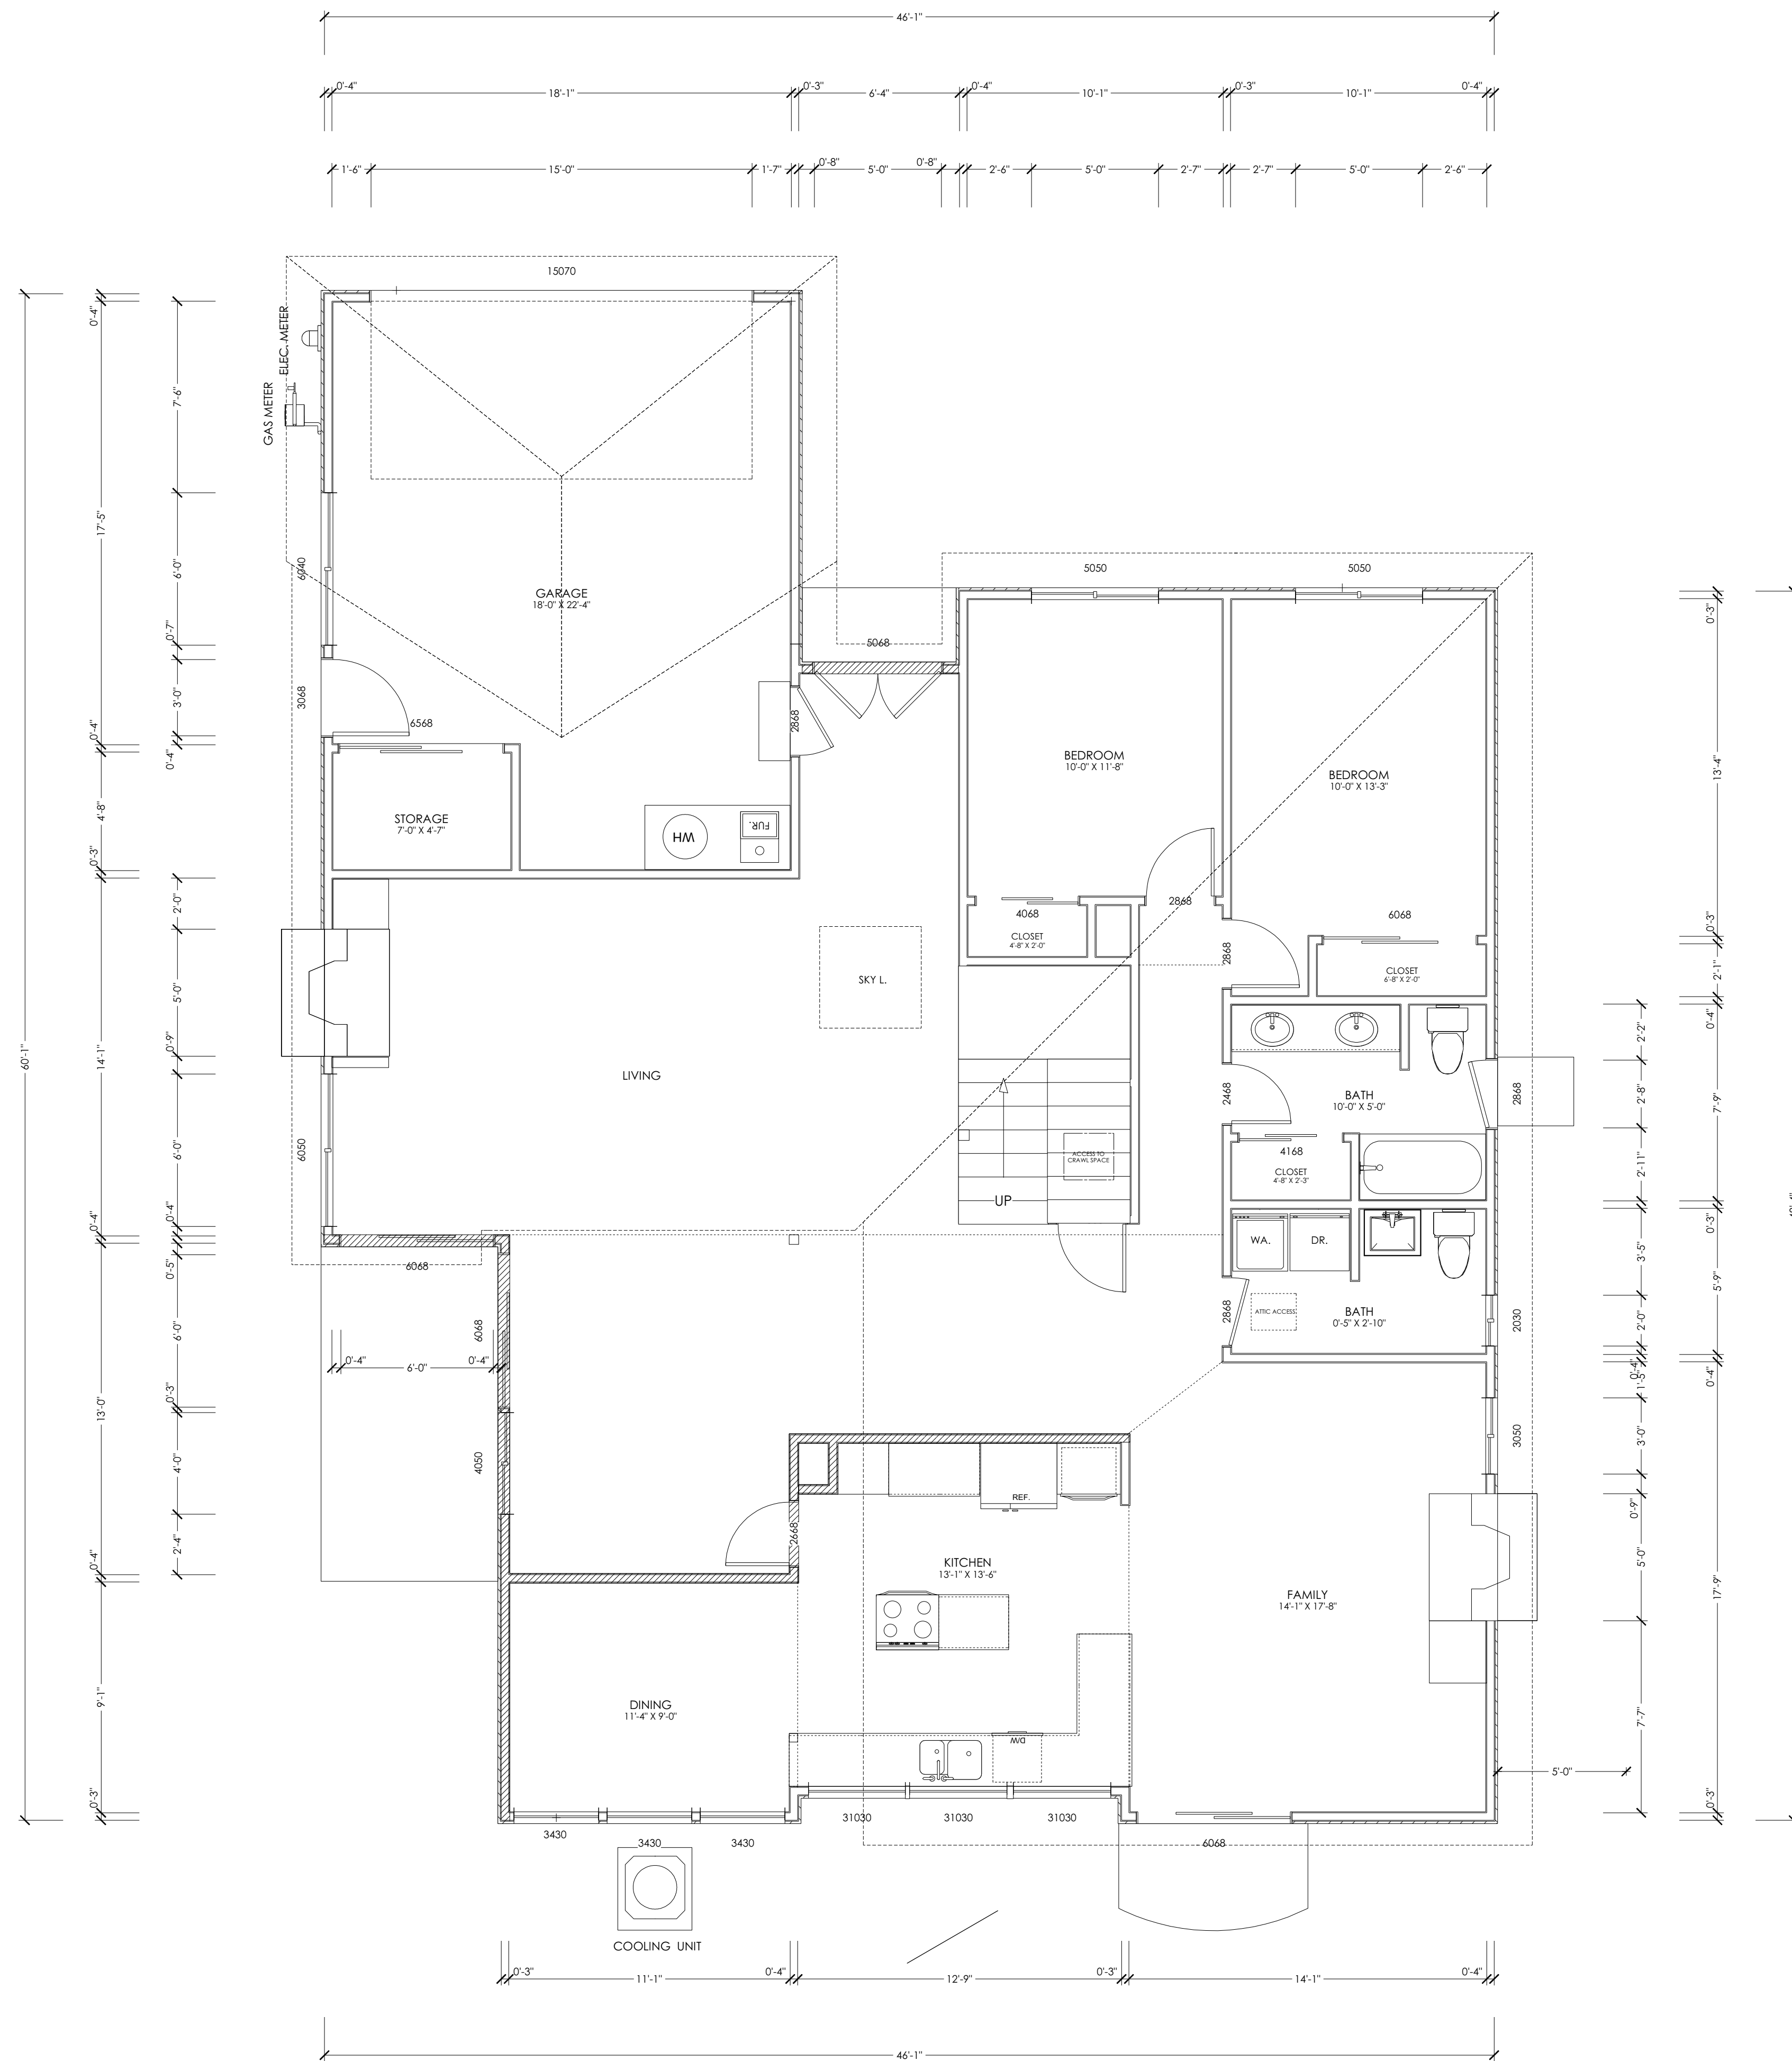 46'-1"
0'-4"
18'-1"
0'-3"
6'-4"
0'-4"
10'-1"
0'-3"
10'-1"
0'-4"
1'-6"
15'-0"
1'-7"
0'-8"
5'-0"
0'-8"
2'-6"
5'-0"
2'-7"
2'-7"
5'-0"
2'-6"
15070
60'-1"
0'-4"
17'-5"
0'-4"
4'-8"
0'-3"
14'-1"
0'-4"
13'-0"
0'-4"
9'-1"
0'-3"
7'-6"
6'-0"
0'-7"
3'-0"
0'-4"
2'-0"
5'-0"
0'-9"
6'-0"
0'-4"
0'-5"
6'-0"
0'-3"
4'-0"
2'-4"
GAS METER
ELEC. METER
6040
3068
GARAGE
18'-0" X 22'-4"
6568
STORAGE
7'-0" X 4'-7"
WH
FUR.
2868
5068
5050
5050
BEDROOM
10'-0" X 11'-8"
BEDROOM
10'-0" X 13'-3"
4068
CLOSET
4'-8" X 2'-0"
2868
2868
6068
CLOSET
6'-8" X 2'-0"
SKY L.
LIVING
6050
ACCESS TO
CRAWL SPACE
UP
2468
BATH
10'-0" X 5'-0"
2868
4168
CLOSET
4'-8" X 2'-3"
WA.
DR.
2868
ATTIC ACCESS
BATH
0'-5" X 2'-10"
2030
3050
6068
6068
0'-4"
6'-0"
0'-4"
4050
2668
REF.
KITCHEN
13'-1" X 13'-6"
FAMILY
14'-1" X 17'-8"
DINING
11'-4" X 9'-0"
D/W
3430
3430
3430
31030
31030
31030
6068
COOLING UNIT
2'-2"
2'-8"
2'-11"
3'-5"
2'-0"
0'-4"
1'-5"
3'-0"
0'-9"
5'-0"
7'-7"
5'-0"
0'-3"
13'-4"
0'-3"
2'-1"
0'-4"
7'-9"
0'-3"
5'-9"
0'-4"
17'-9"
0'-3"
0'-3"
11'-1"
0'-4"
12'-9"
0'-3"
14'-1"
0'-4"
46'-1"